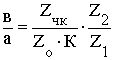 в/а = Zчк / Zо · К · Z2 / Z1